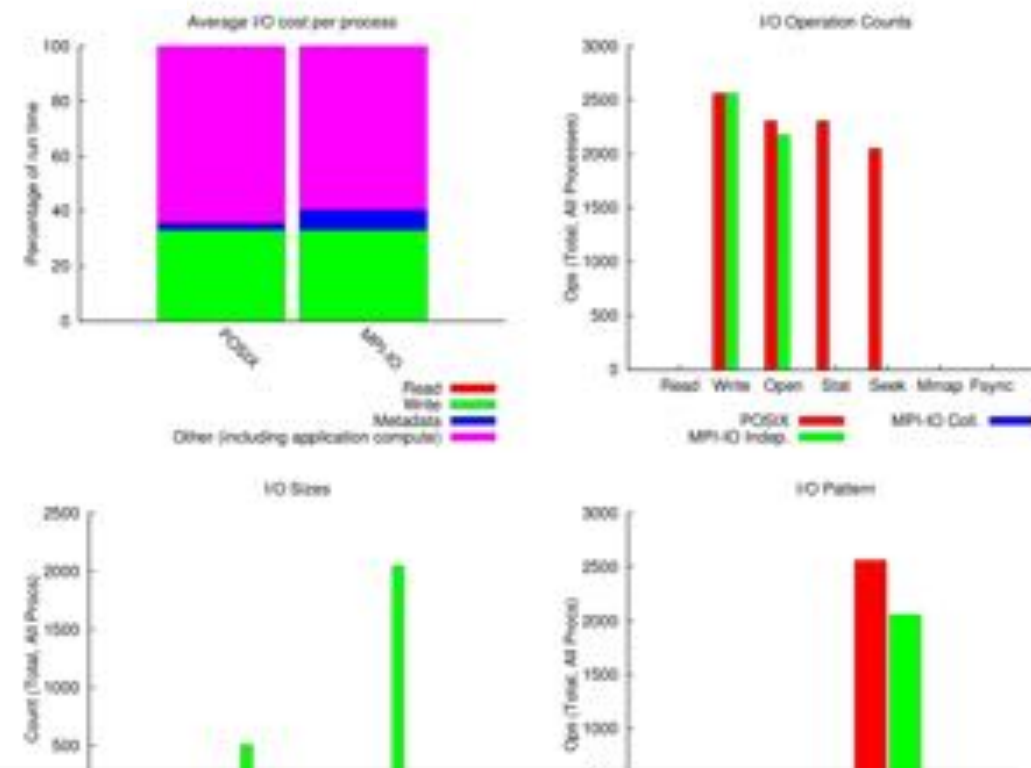 Average I/O cost per process
Percentage of run time
100
80
60
40
20
0
POSIX
MPI-IO
Read
Write
Metadata
Other (including application compute)
I/O Operation Counts
Ops (Total, All Processes)
3000
2500
2000
1500
1000
500
0
Read Write Open Stat Seek Mmap Fsync
POSIX
MPI-IO Indep.
MPI-IO Coll.
I/O Sizes
Count (Total, All Procs)
2500
2000
1500
1000
500
I/O Pattern
Ops (Total, All Procs)
3000
2500
2000
1500
1000